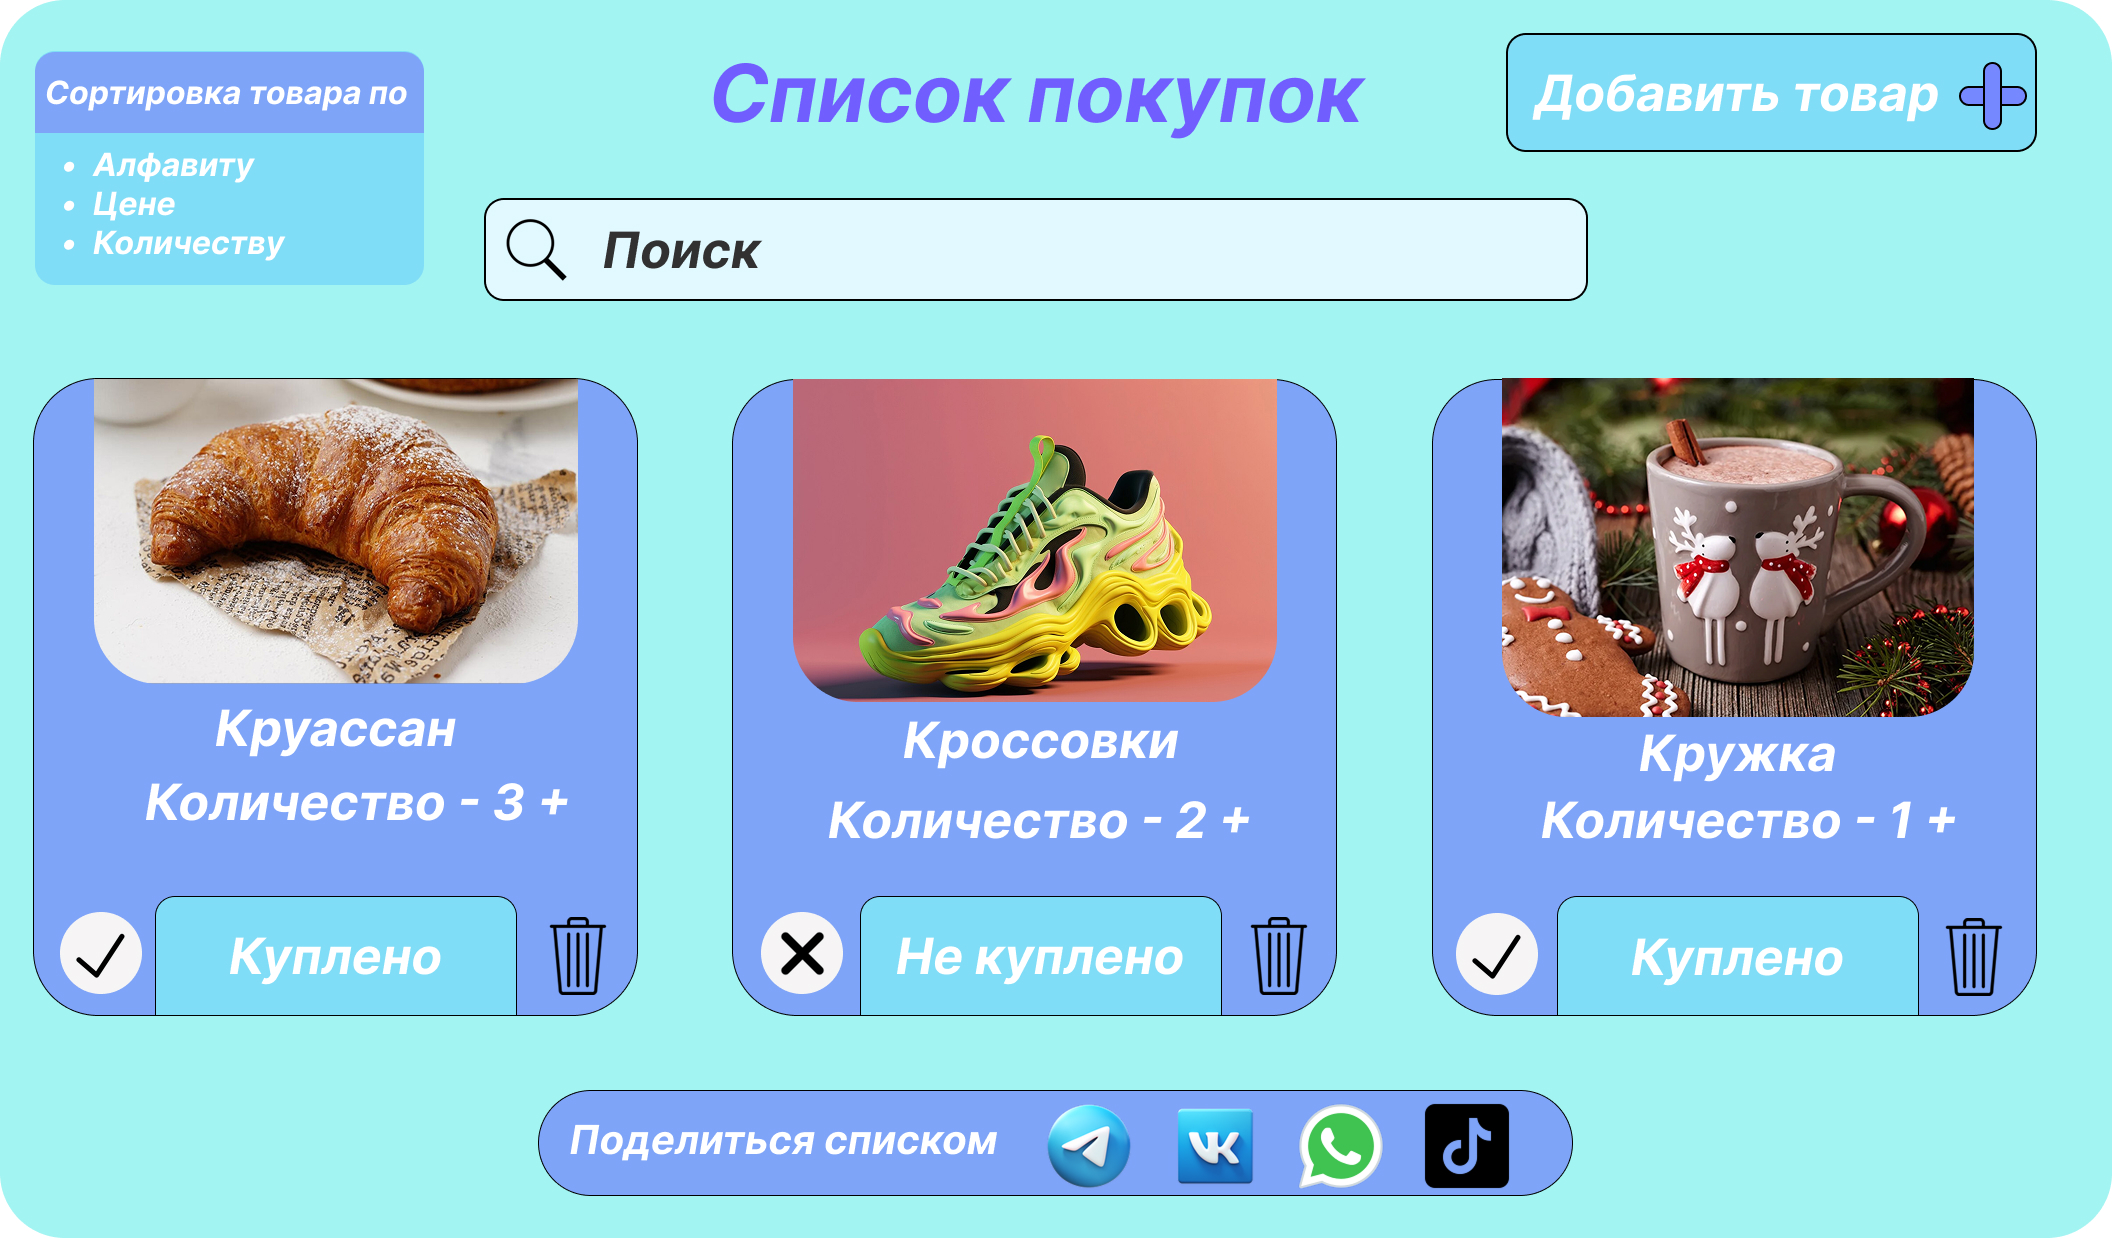 Сортировка товара по
• Алфавиту
• Цене
• Количеству
Список покупок
Добавить товар
Поиск
Круассан
Количество - 3 +
Куплено
Кроссовки
Количество - 2 +
Не куплено
Кружка
Количество - 1 +
Куплено
Поделиться списком